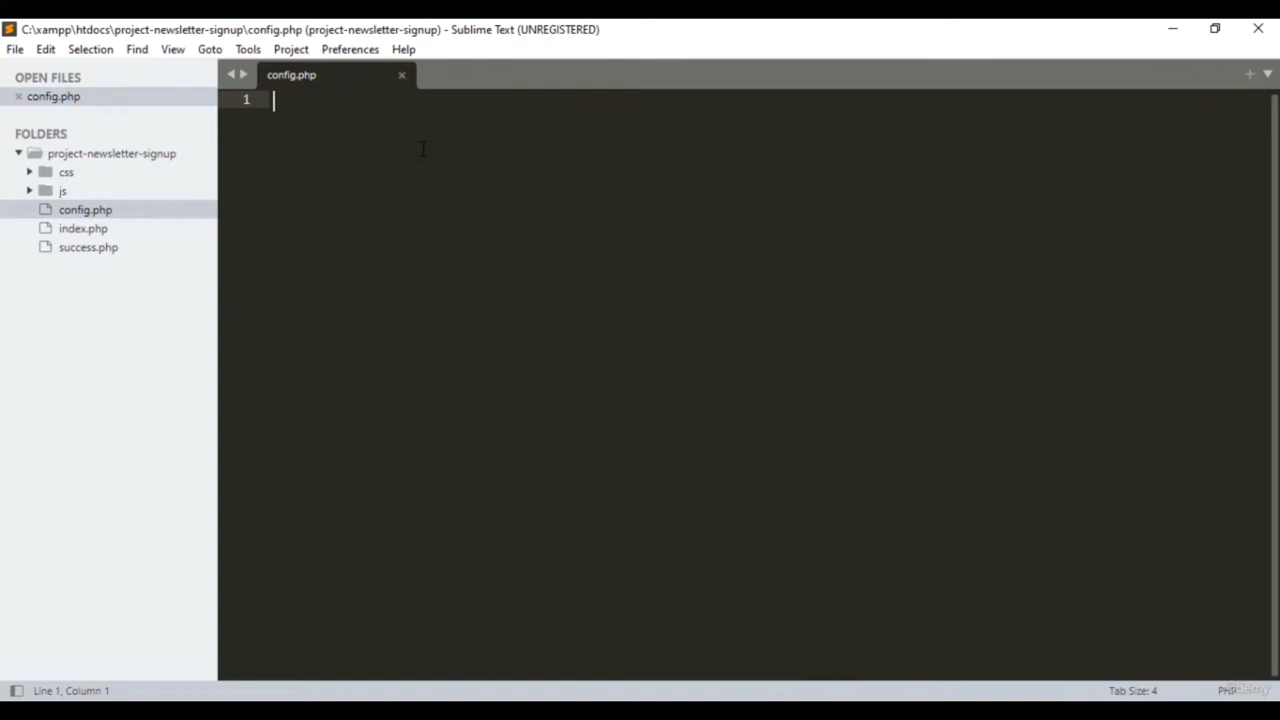 C:\xampp\htdocs\project-newsletter-signup\config.php (project-newsletter-signup) - Sublime Text (UNREGISTERED)
File Edit Selection Find View Goto Tools Project Preferences Help
OPEN FILES
config.php
FOLDERS
project-newsletter-signup
css
js
config.php
index.php
success.php
config.php
1
Line 1, Column 1
Tab Size: 4
PHP